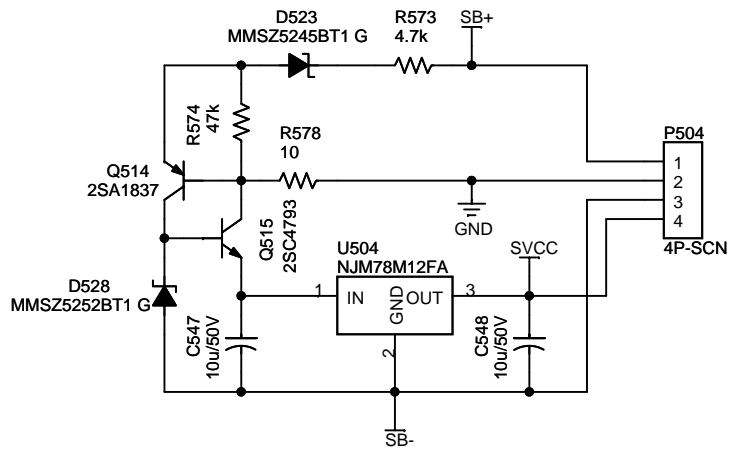 D523
MMSZ5245BT1 G
R573
4.7k
SB+
R574
47k
R578
10
P504
1
2
3
4
4P-SCN
Q514
2SA1837
Q515
2SC4793
GND
SVCC
U504
NJM78M12FA
D528
MMSZ5252BT1 G
1
IN
GND
OUT
3
2
C547
10u/50V
C548
10u/50V
SB-